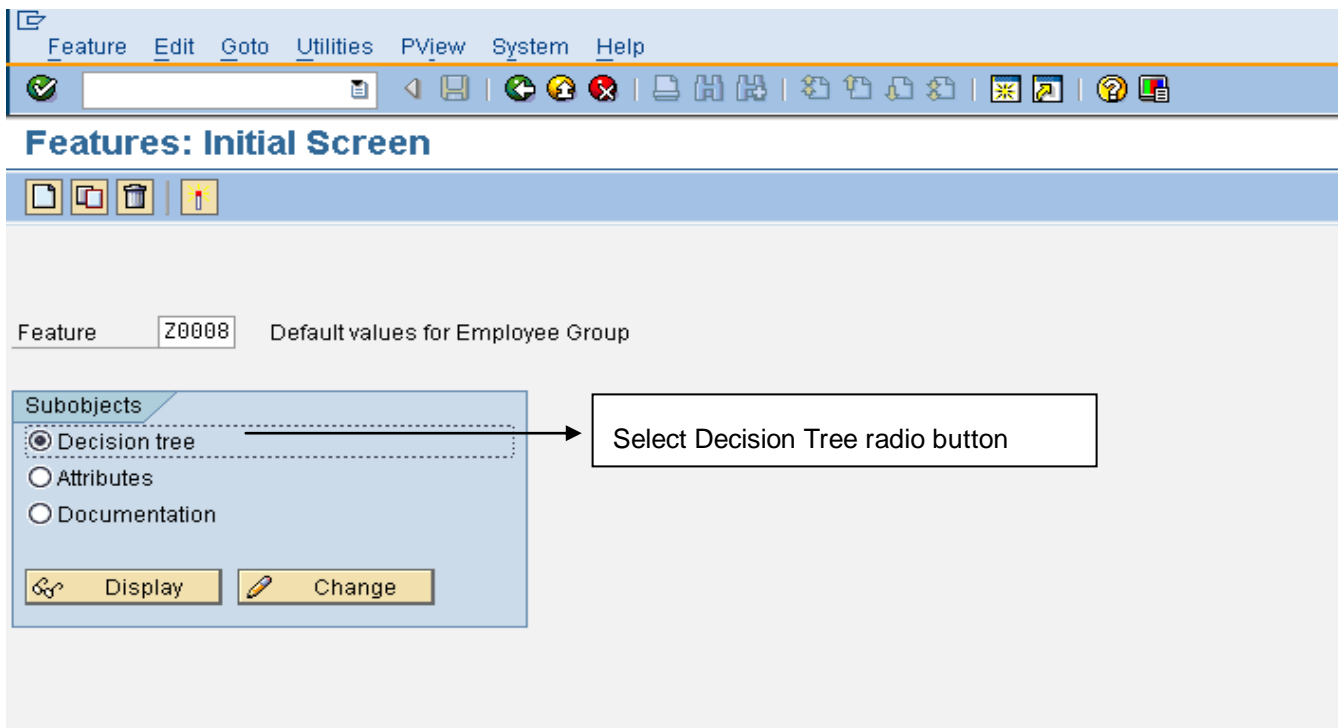 Feature Edit Goto Utilities PView System Help
Features: Initial Screen
Feature Z0008 Default values for Employee Group
Subobjects
Decision tree
Select Decision Tree radio button
Attributes
Documentation
Display Change